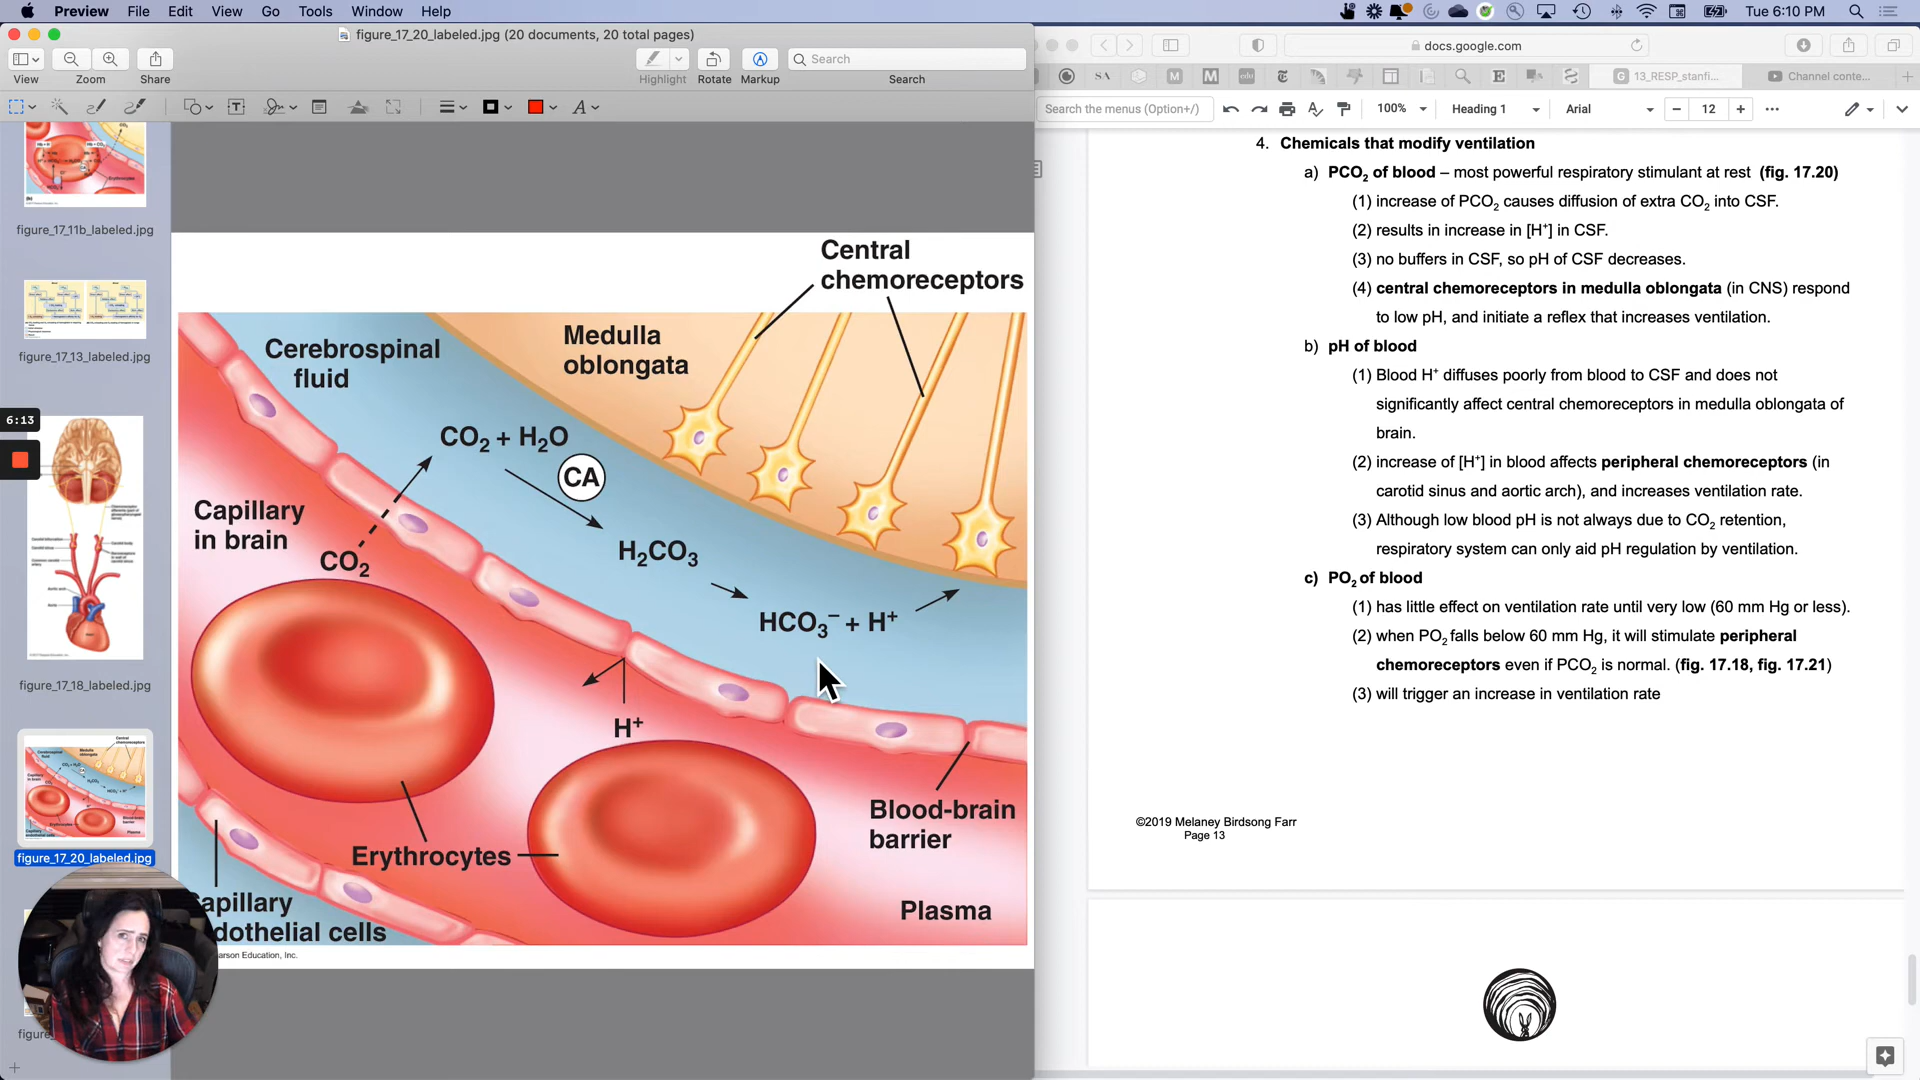 Preview File Edit View Go Tools Window Help
Tue 6:10 PM
figure_17_20_labeled.jpg (20 documents, 20 total pages)
View Zoom Share
Highlight Rotate Markup Search
Search
figure_17_11b_labeled.jpg
figure_17_13_labeled.jpg
6:13
figure_17_18_labeled.jpg
figure_17_20_labeled.jpg
Central
chemoreceptors
Medulla
oblongata
Cerebrospinal
fluid
CO₂ + H₂O
CA
H₂CO₃
HCO₃⁻ + H⁺
Capillary
in brain
CO₂
H⁺
Blood-brain
barrier
Erythrocytes
Plasma
apillary
dothelial cells
arson Education, Inc.
docs.google.com
13_RESP_stanfi...
Channel conte...
Search the menus (Option+/)
100%
Heading 1
Arial
12
4. Chemicals that modify ventilation
a) PCO₂ of blood – most powerful respiratory stimulant at rest (fig. 17.20)
(1) increase of PCO₂ causes diffusion of extra CO₂ into CSF.
(2) results in increase in [H⁺] in CSF.
(3) no buffers in CSF, so pH of CSF decreases.
(4) central chemoreceptors in medulla oblongata (in CNS) respond
to low pH, and initiate a reflex that increases ventilation.
b) pH of blood
(1) Blood H⁺ diffuses poorly from blood to CSF and does not
significantly affect central chemoreceptors in medulla oblongata of
brain.
(2) increase of [H⁺] in blood affects peripheral chemoreceptors (in
carotid sinus and aortic arch), and increases ventilation rate.
(3) Although low blood pH is not always due to CO₂ retention,
respiratory system can only aid pH regulation by ventilation.
c) PO₂ of blood
(1) has little effect on ventilation rate until very low (60 mm Hg or less).
(2) when PO₂ falls below 60 mm Hg, it will stimulate peripheral
chemoreceptors even if PCO₂ is normal. (fig. 17.18, fig. 17.21)
(3) will trigger an increase in ventilation rate
©2019 Melaney Birdsong Farr
Page 13